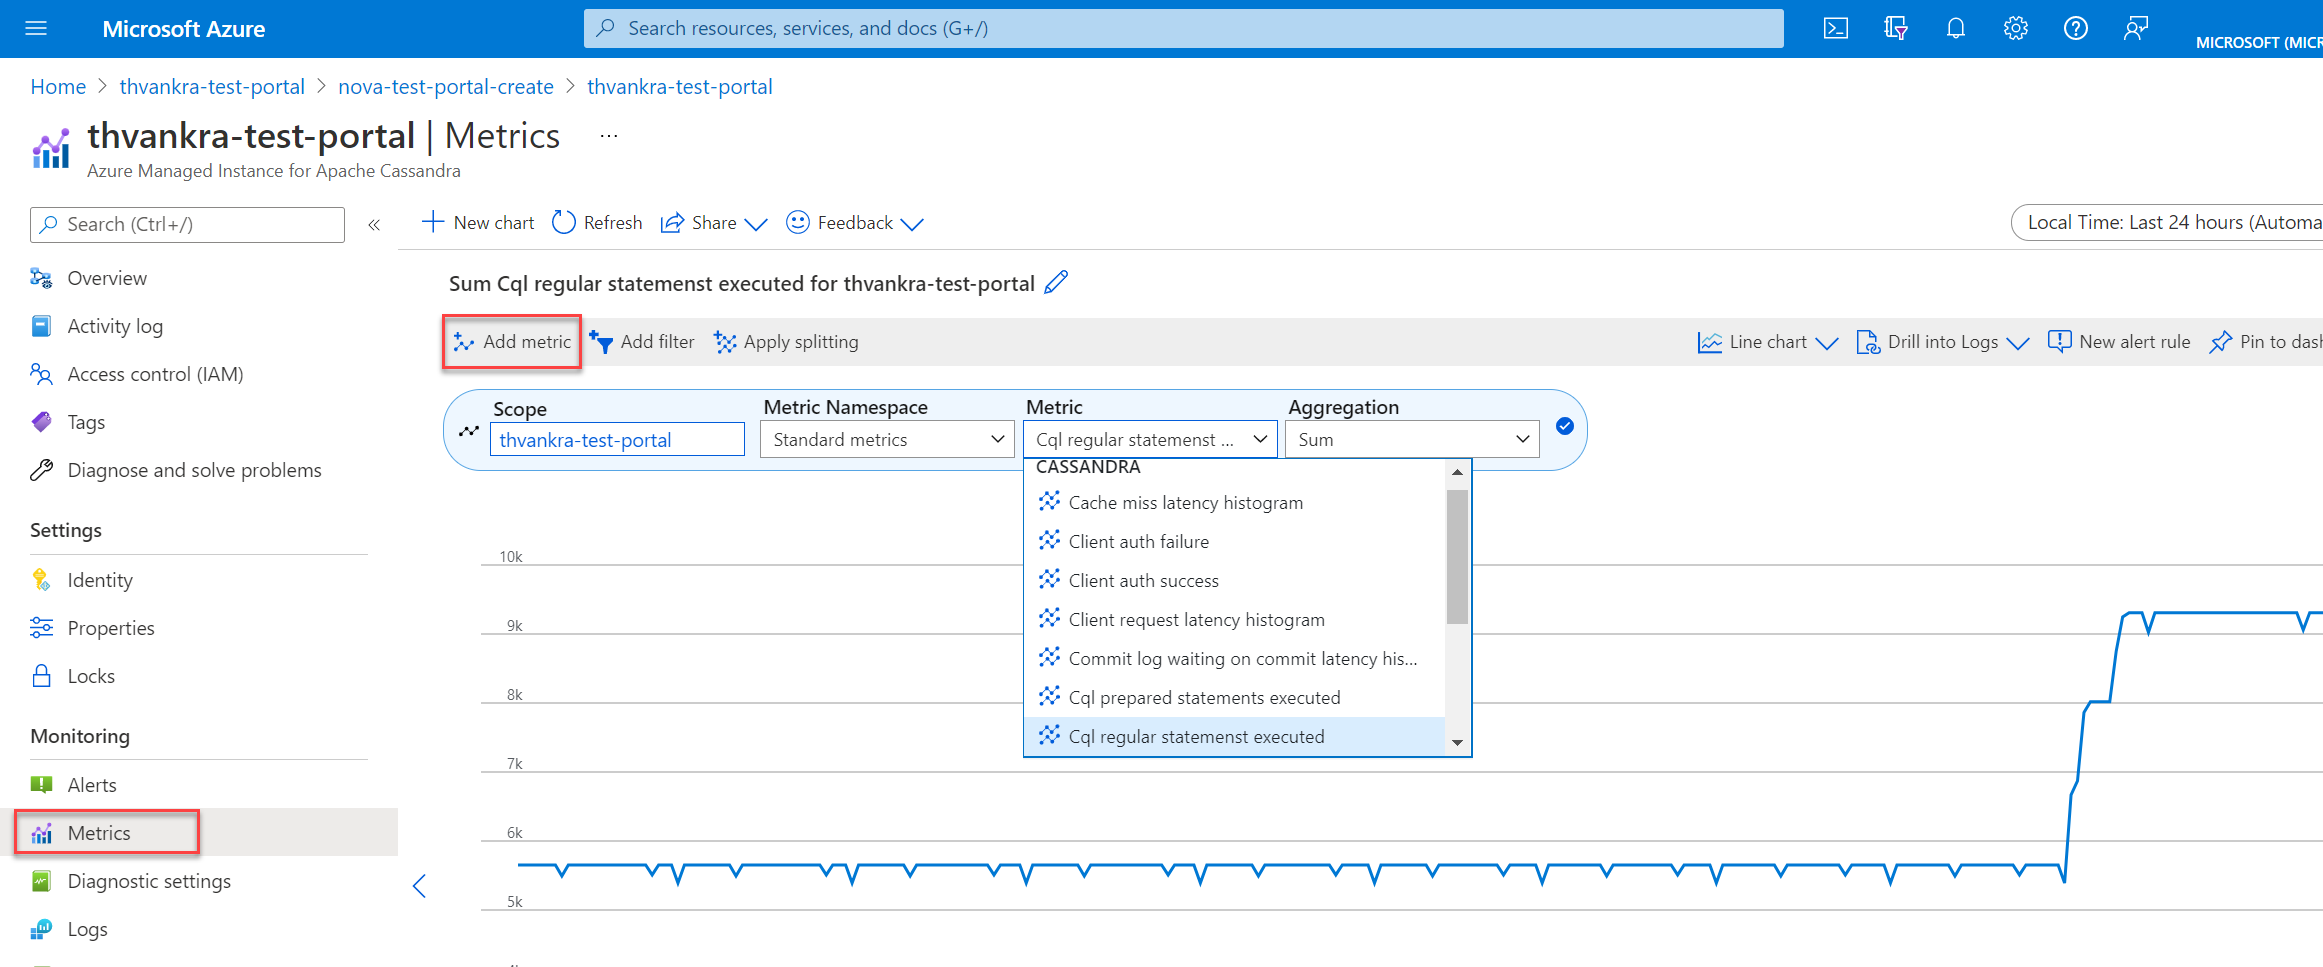 Microsoft Azure
Search resources, services, and docs (G+/)
MICROSOFT (MICR
Home > thvankra-test-portal > nova-test-portal-create > thvankra-test-portal
thvankra-test-portal | Metrics ...
Azure Managed Instance for Apache Cassandra
Search (Ctrl+/)
«
Overview
Activity log
Access control (IAM)
Tags
Diagnose and solve problems
Settings
Identity
Properties
Locks
Monitoring
Alerts
Metrics
Diagnostic settings
Logs
New chart Refresh Share Feedback
Local Time: Last 24 hours (Automa
Sum Cql regular statemenst executed for thvankra-test-portal
Add metric Add filter Apply splitting
Line chart Drill into Logs New alert rule Pin to dash
Scope Metric Namespace Metric Aggregation
thvankra-test-portal Standard metrics Cql regular statemenst ... Sum
CASSANDRA
Cache miss latency histogram
Client auth failure
Client auth success
Client request latency histogram
Commit log waiting on commit latency his...
Cql prepared statements executed
Cql regular statemenst executed
10k
9k
8k
7k
6k
5k